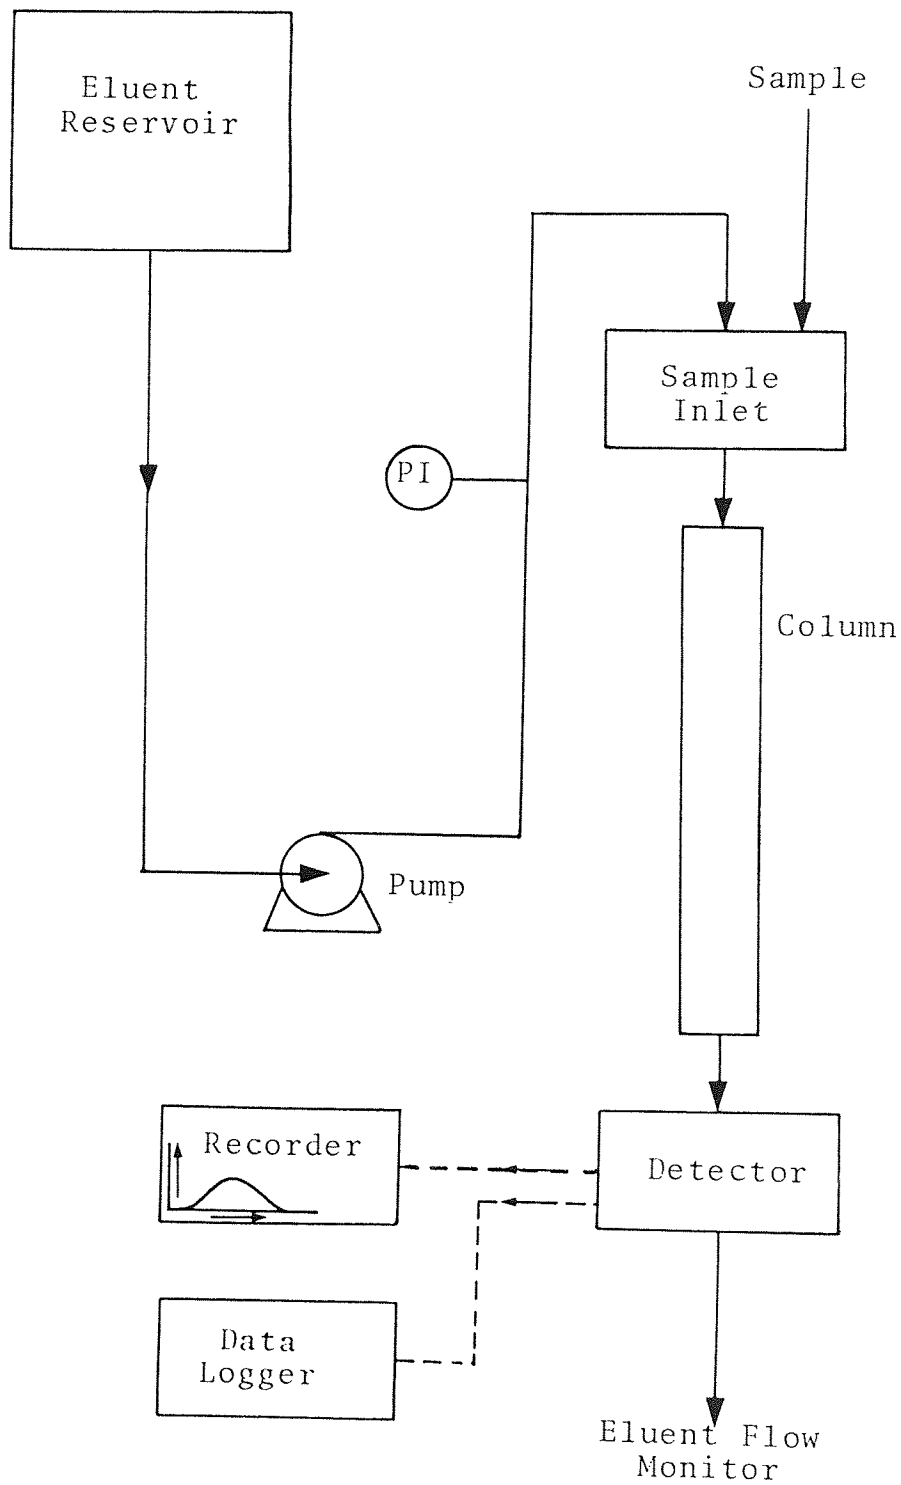 Eluent
Reservoir
Sample
Sample
Inlet
PI
Column
Pump
Recorder
Detector
Data
Logger
Eluent Flow
Monitor